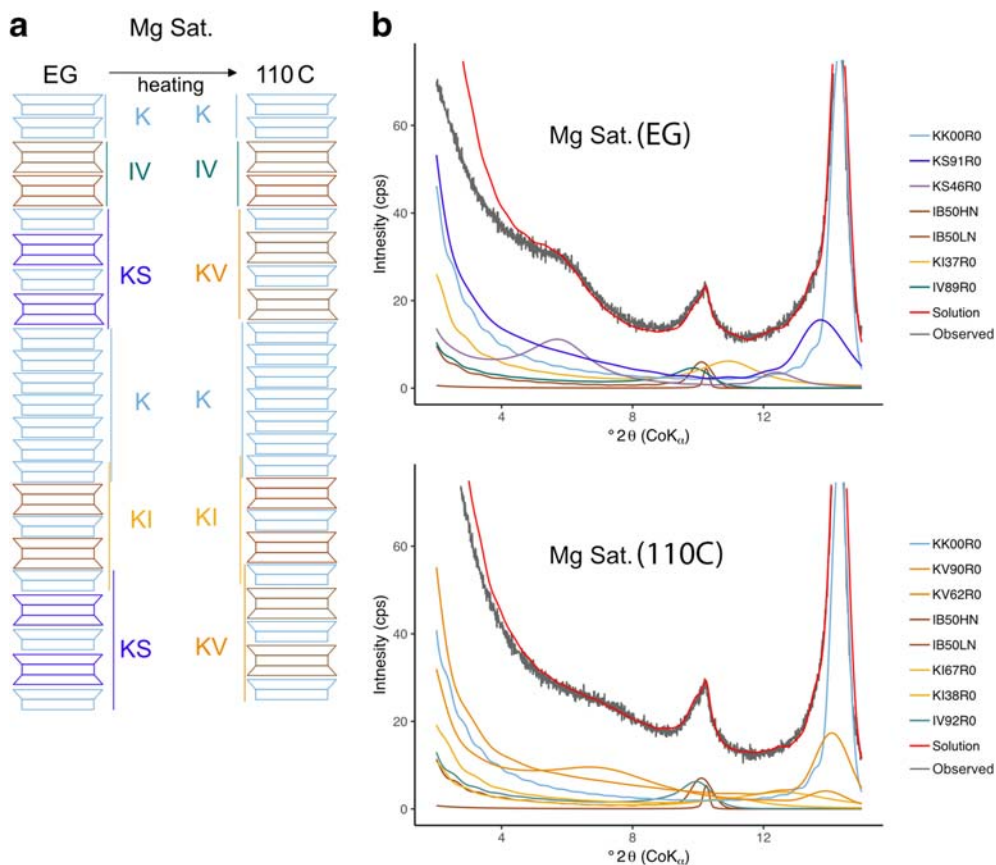 a
Mg Sat.
EG
heating
110 C
K K
IV IV
KS KV
K K
KI KI
KS KV
b
Mg Sat. (EG)
Intnesity (cps)
60
40
20
0
4 8 12
°2θ (CoKα)
KK00R0
KS91R0
KS46R0
IB50HN
IB50LN
KI37R0
IV89R0
Solution
Observed
Mg Sat. (110C)
Intnesity (cps)
60
40
20
0
4 8 12
°2θ (CoKα)
KK00R0
KV90R0
KV62R0
IB50HN
IB50LN
KI67R0
KI38R0
IV92R0
Solution
Observed